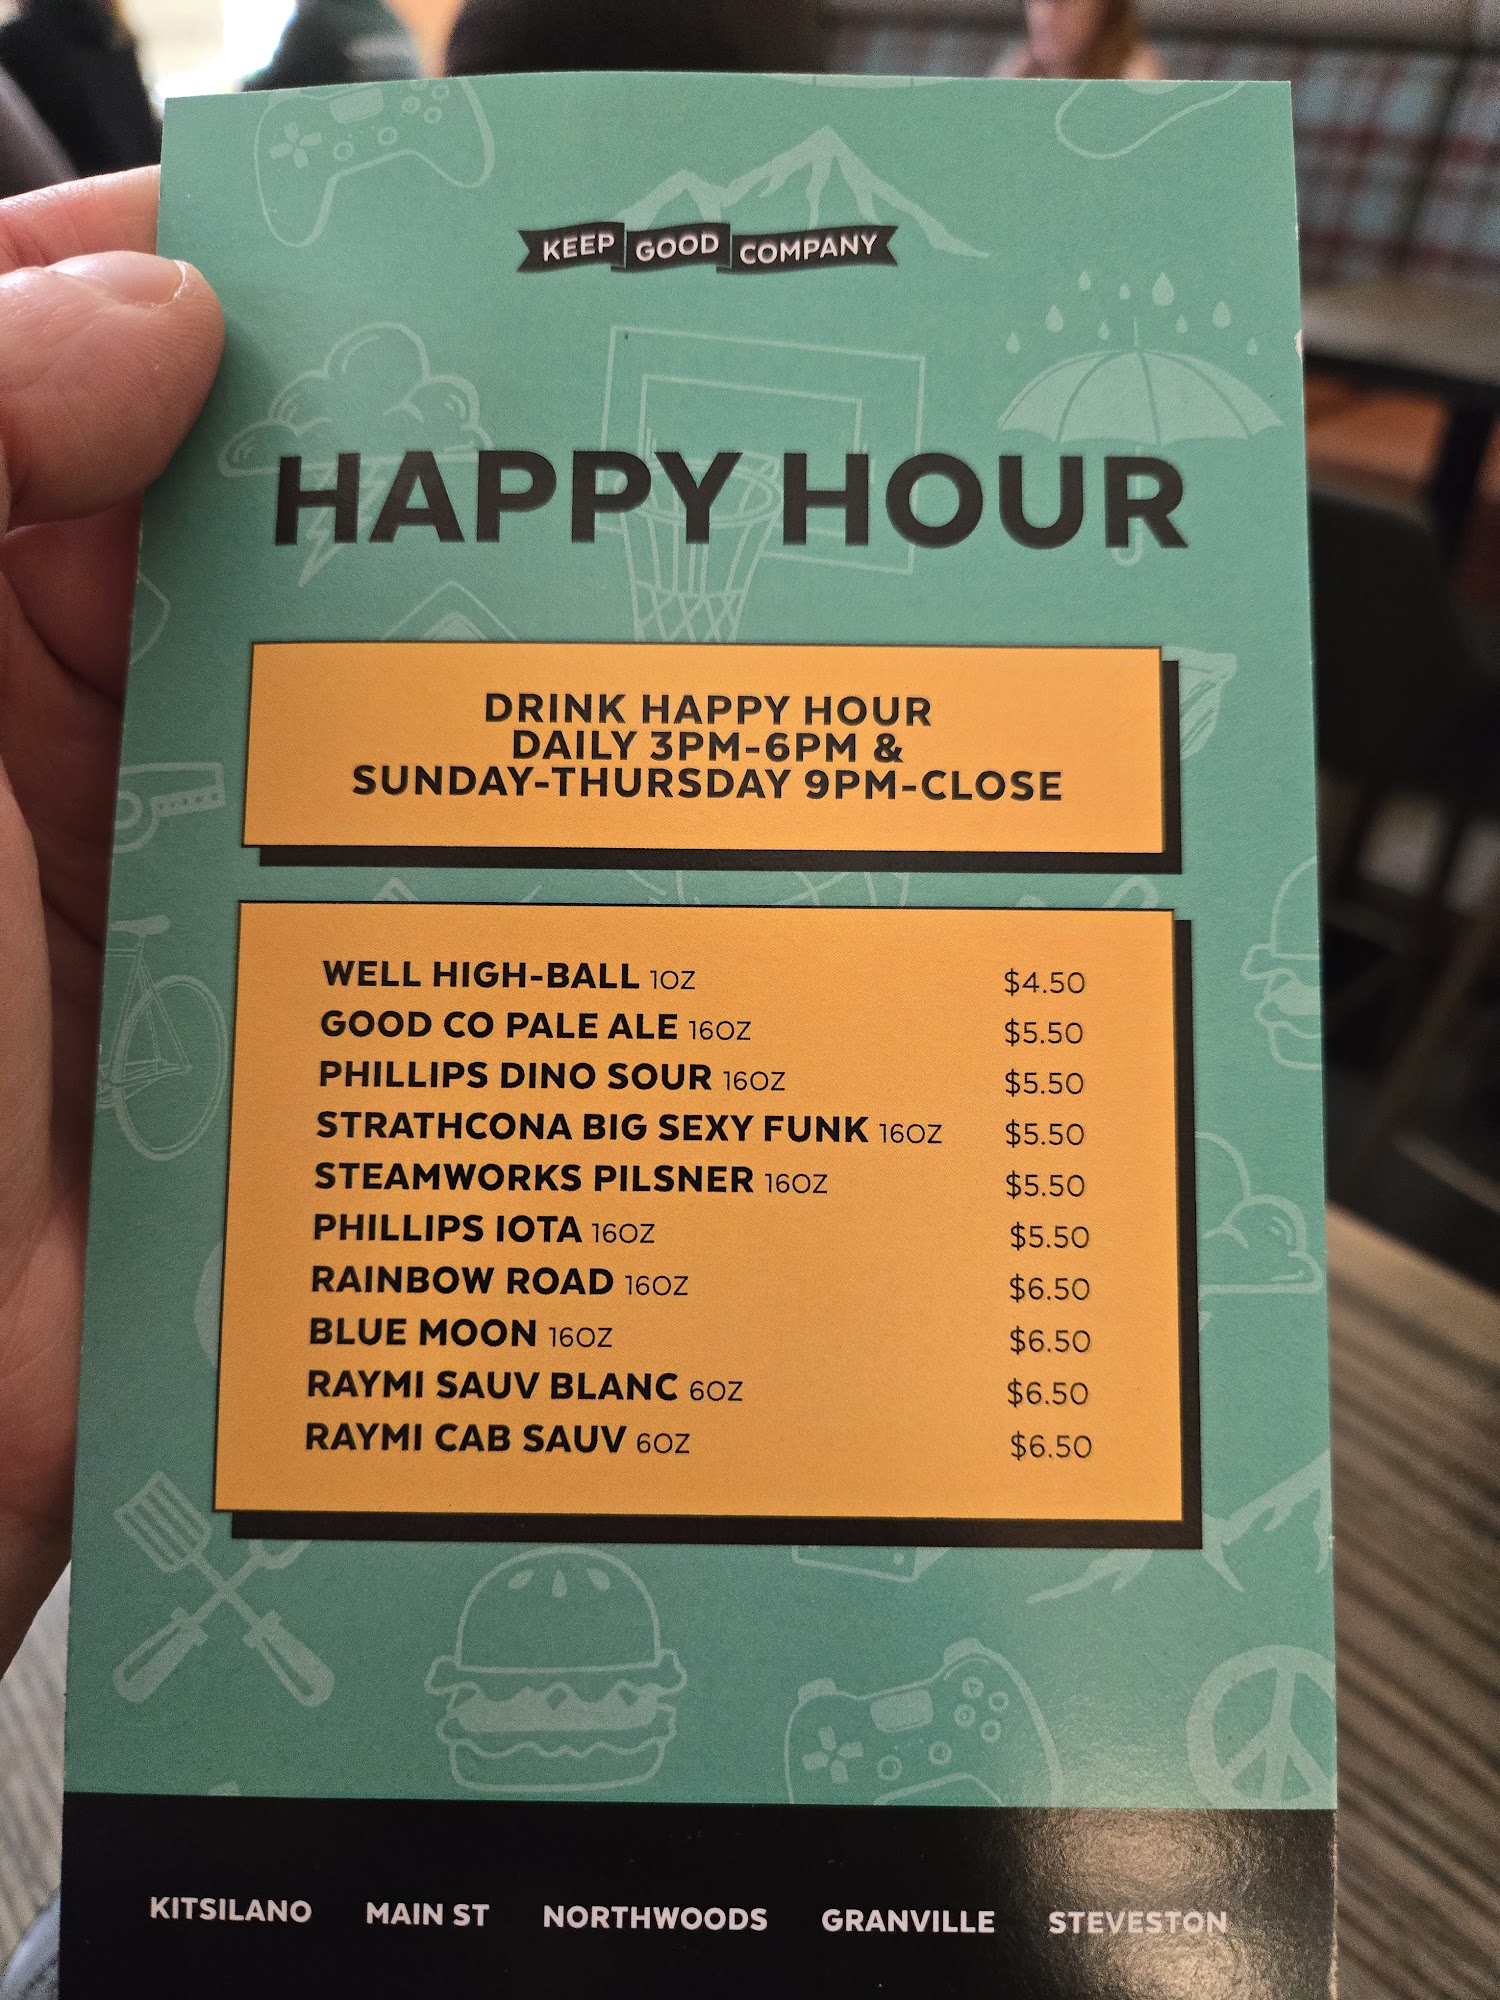 KEEP GOOD COMPANY
HAPPY HOUR
DRINK HAPPY HOUR
DAILY 3PM-6PM &
SUNDAY-THURSDAY 9PM-CLOSE
WELL HIGH-BALL 1OZ $4.50
GOOD CO PALE ALE 16OZ $5.50
PHILLIPS DINO SOUR 16OZ $5.50
STRATHCONA BIG SEXY FUNK 16OZ $5.50
STEAMWORKS PILSNER 16OZ $5.50
PHILLIPS IOTA 16OZ $5.50
RAINBOW ROAD 16OZ $6.50
BLUE MOON 16OZ $6.50
RAYMI SAUV BLANC 6OZ $6.50
RAYMI CAB SAUV 6OZ $6.50
KITSILANO MAIN ST NORTHWOODS GRANVILLE STEVESTON